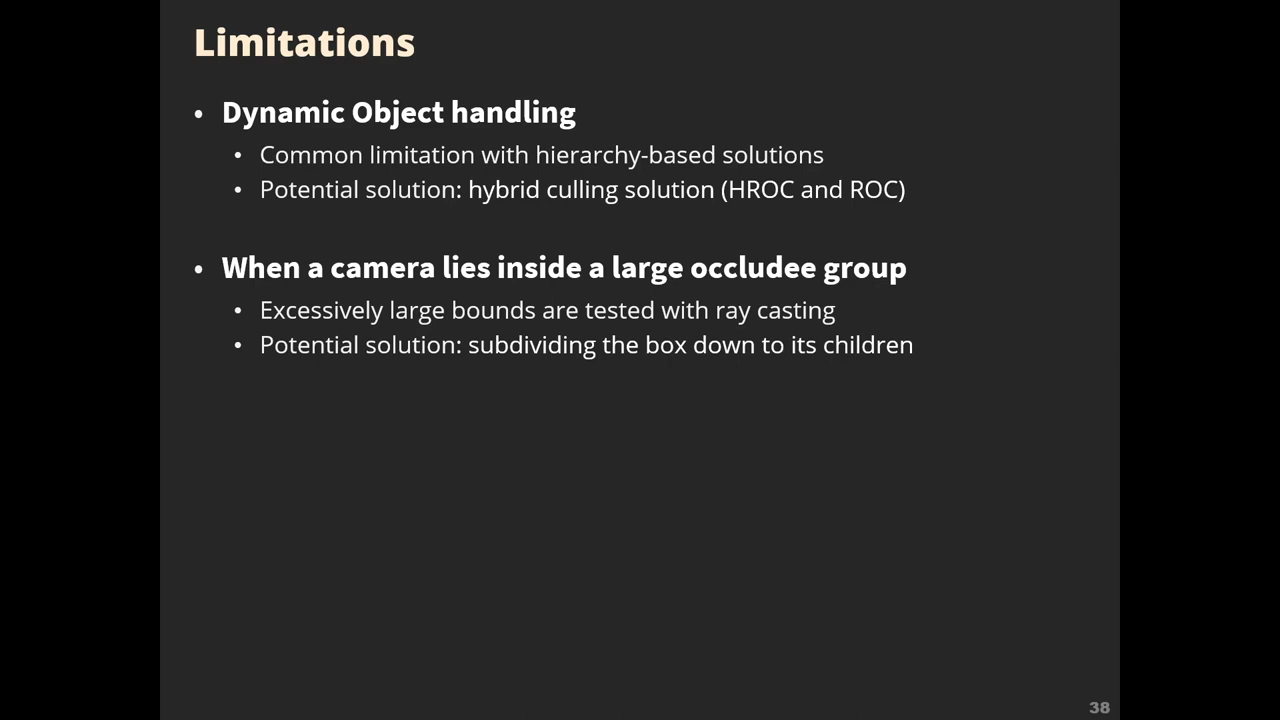 Limitations
• Dynamic Object handling
• Common limitation with hierarchy-based solutions
• Potential solution: hybrid culling solution (HROC and ROC)
• When a camera lies inside a large occludee group
• Excessively large bounds are tested with ray casting
• Potential solution: subdividing the box down to its children
38